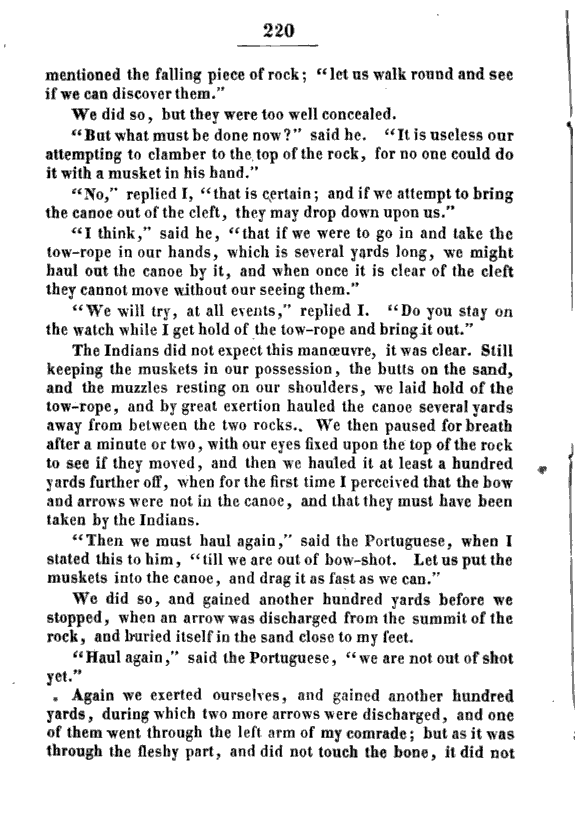 220
mentioned the falling piece of rock; “let us walk round and see
if we can discover them.”
We did so, but they were too well concealed.
“But what must be done now?” said he. “It is useless our
attempting to clamber to the top of the rock, for no one could do
it with a musket in his hand.”
“No,” replied I, “that is certain; and if we attempt to bring
the canoe out of the cleft, they may drop down upon us.”
“I think,” said he, “that if we were to go in and take the
tow-rope in our hands, which is several yards long, we might
haul out the canoe by it, and when once it is clear of the cleft
they cannot move without our seeing them.”
“We will try, at all events,” replied I. “Do you stay on
the watch while I get hold of the tow-rope and bring it out.”
The Indians did not expect this manœuvre, it was clear. Still
keeping the muskets in our possession, the butts on the sand,
and the muzzles resting on our shoulders, we laid hold of the
tow-rope, and by great exertion hauled the canoe several yards
away from between the two rocks.. We then paused for breath
after a minute or two, with our eyes fixed upon the top of the rock
to see if they moved, and then we hauled it at least a hundred
yards further off, when for the first time I perceived that the bow
and arrows were not in the canoe, and that they must have been
taken by the Indians.
“Then we must haul again,” said the Portuguese, when I
stated this to him, “till we are out of bow-shot. Let us put the
muskets into the canoe, and drag it as fast as we can.”
We did so, and gained another hundred yards before we
stopped, when an arrow was discharged from the summit of the
rock, and buried itself in the sand close to my feet.
“Haul again,” said the Portuguese, “we are not out of shot
yet.”
Again we exerted ourselves, and gained another hundred
yards, during which two more arrows were discharged, and one
of them went through the left arm of my comrade; but as it was
through the fleshy part, and did not touch the bone, it did not